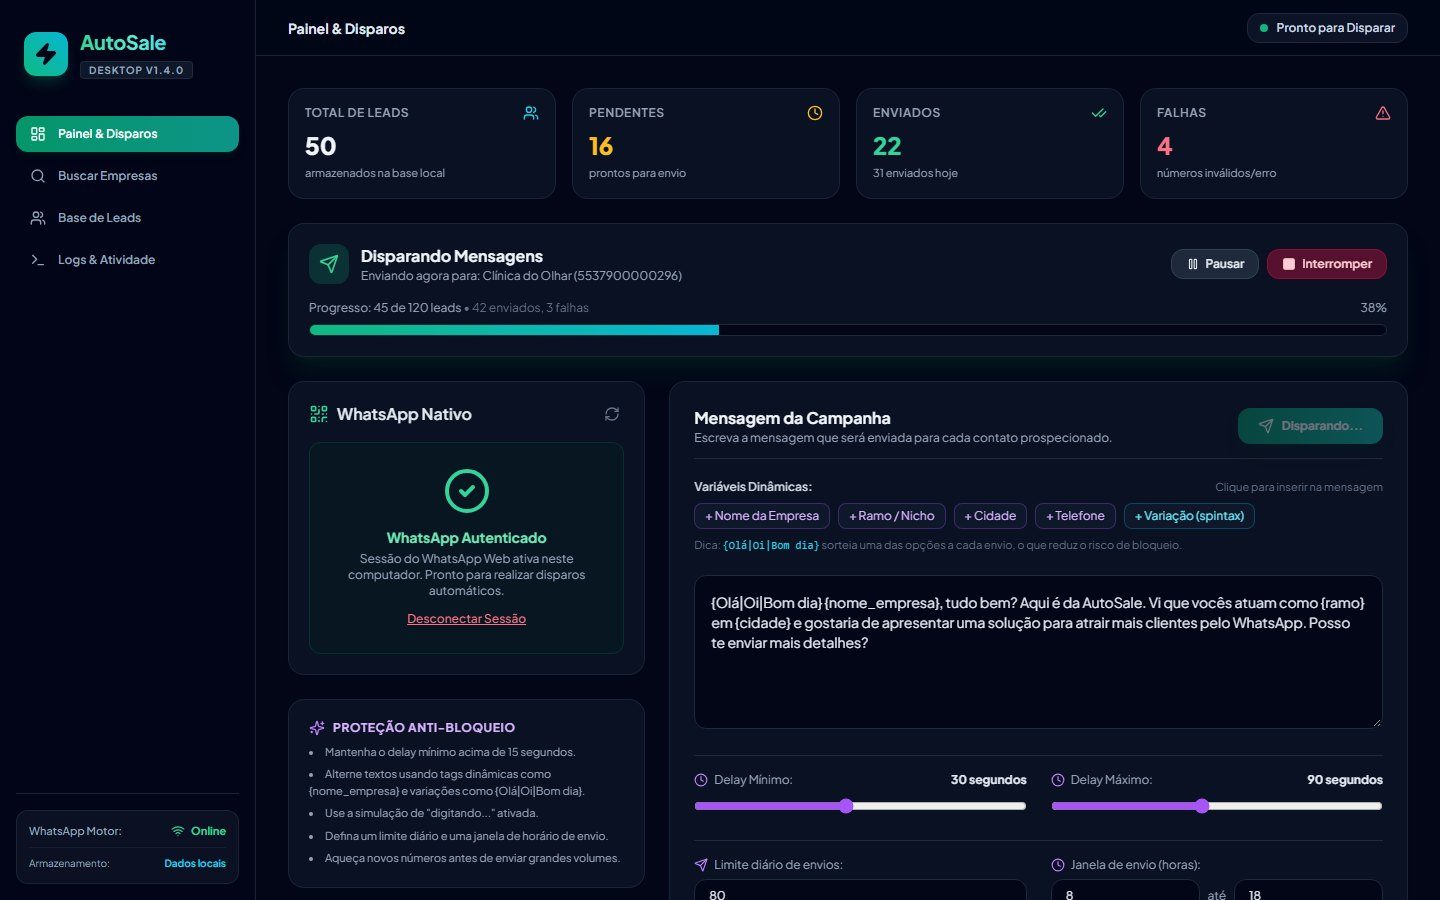 AutoSale
DESKTOP V1.4.0
Painel & Disparos
Buscar Empresas
Base de Leads
Logs & Atividade
WhatsApp Motor: Online
Armazenamento: Dados locais
Painel & Disparos
Pronto para Disparar
TOTAL DE LEADS
50
armazenados na base local
PENDENTES
16
prontos para envio
ENVIADOS
22
31 enviados hoje
FALHAS
4
números inválidos/erro
Disparando Mensagens
Enviando agora para: Clínica do Olhar (5537900000296)
Pausar
Interromper
Progresso: 45 de 120 leads • 42 enviados, 3 falhas
38%
WhatsApp Nativo
WhatsApp Autenticado
Sessão do WhatsApp Web ativa neste
computador. Pronto para realizar disparos
automáticos.
Desconectar Sessão
PROTEÇÃO ANTI-BLOQUEIO
• Mantenha o delay mínimo acima de 15 segundos.
• Alterne textos usando tags dinâmicas como
{nome_empresa} e variações como {Olá|Oi|Bom dia}.
• Use a simulação de "digitando..." ativada.
• Defina um limite diário e uma janela de horário de envio.
• Aqueça novos números antes de enviar grandes volumes.
Mensagem da Campanha
Escreva a mensagem que será enviada para cada contato prospecionado.
Disparando...
Variáveis Dinâmicas:
Clique para inserir na mensagem
+ Nome da Empresa
+ Ramo / Nicho
+ Cidade
+ Telefone
+ Variação (spintax)
Dica: {Olá|Oi|Bom dia} sorteia uma das opções a cada envio, o que reduz o risco de bloqueio.
{Olá|Oi|Bom dia} {nome_empresa}, tudo bem? Aqui é da AutoSale. Vi que vocês atuam como {ramo}
em {cidade} e gostaria de apresentar uma solução para atrair mais clientes pelo WhatsApp. Posso
te enviar mais detalhes?
Delay Mínimo: 30 segundos
Delay Máximo: 90 segundos
Limite diário de envios:
80
Janela de envio (horas):
8 até 18